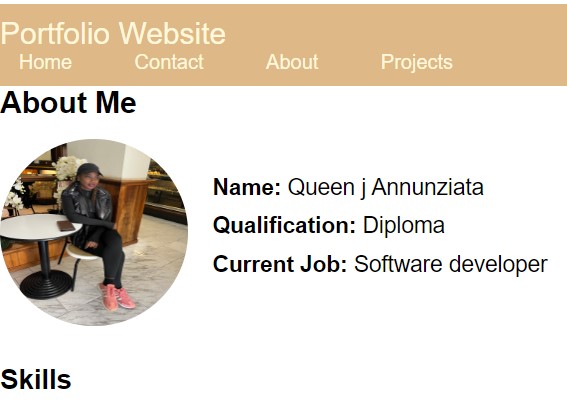 Portfolio Website
Home Contact About Projects
About Me
Name: Queen j Annunziata
Qualification: Diploma
Current Job: Software developer
Skills